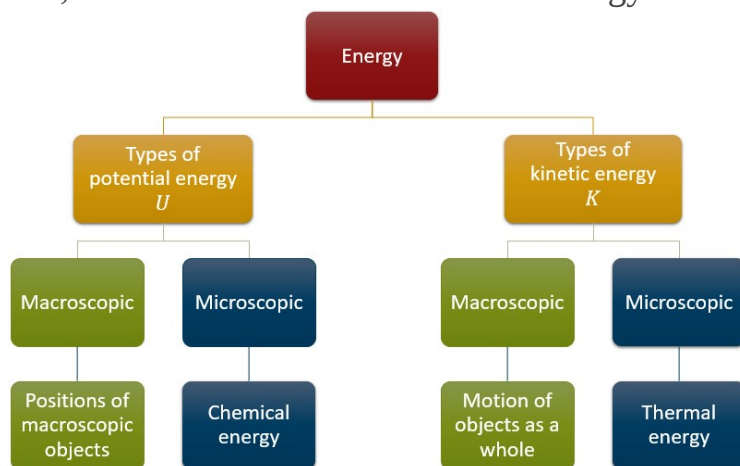 Energy
Types of
potential energy
U
Types of
kinetic energy
K
Macroscopic
Microscopic
Macroscopic
Microscopic
Positions of
macroscopic
objects
Chemical
energy
Motion of
objects as a
whole
Thermal
energy